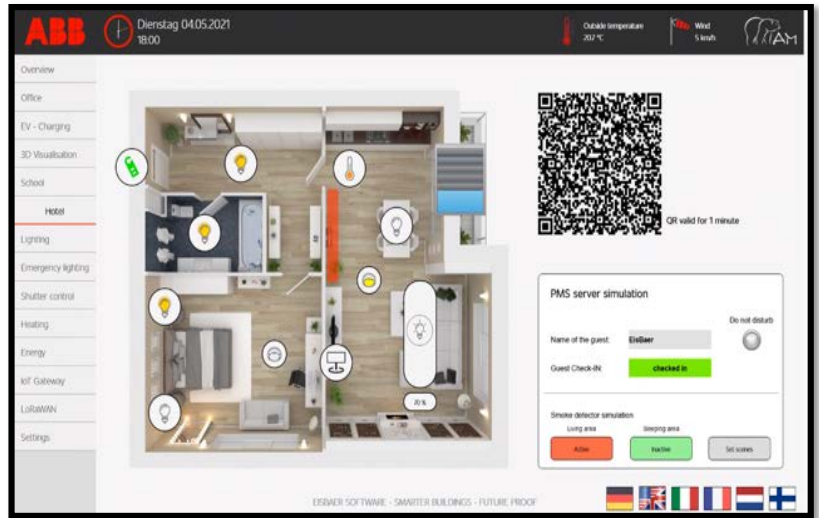 ABB
Dienstag 04.05.2021
18:00
Outside temperature
20,7 °C
Wind
5 km/h
AM
Overview
Office
EV - Charging
3D Visualisation
School
Hotel
Lighting
Emergency lighting
Shutter control
Heating
Energy
IoT Gateway
LoRaWAN
Settings
QR valid for 1 minute
PMS server simulation
Do not disturb
Name of the guest: EisBaer
Guest Check-IN: checked in
Smoke detector simulation
Living area Sleeping area
Active Inactive Set scenes
70 %
EISBAER SOFTWARE - SMARTER BUILDINGS - FUTURE PROOF